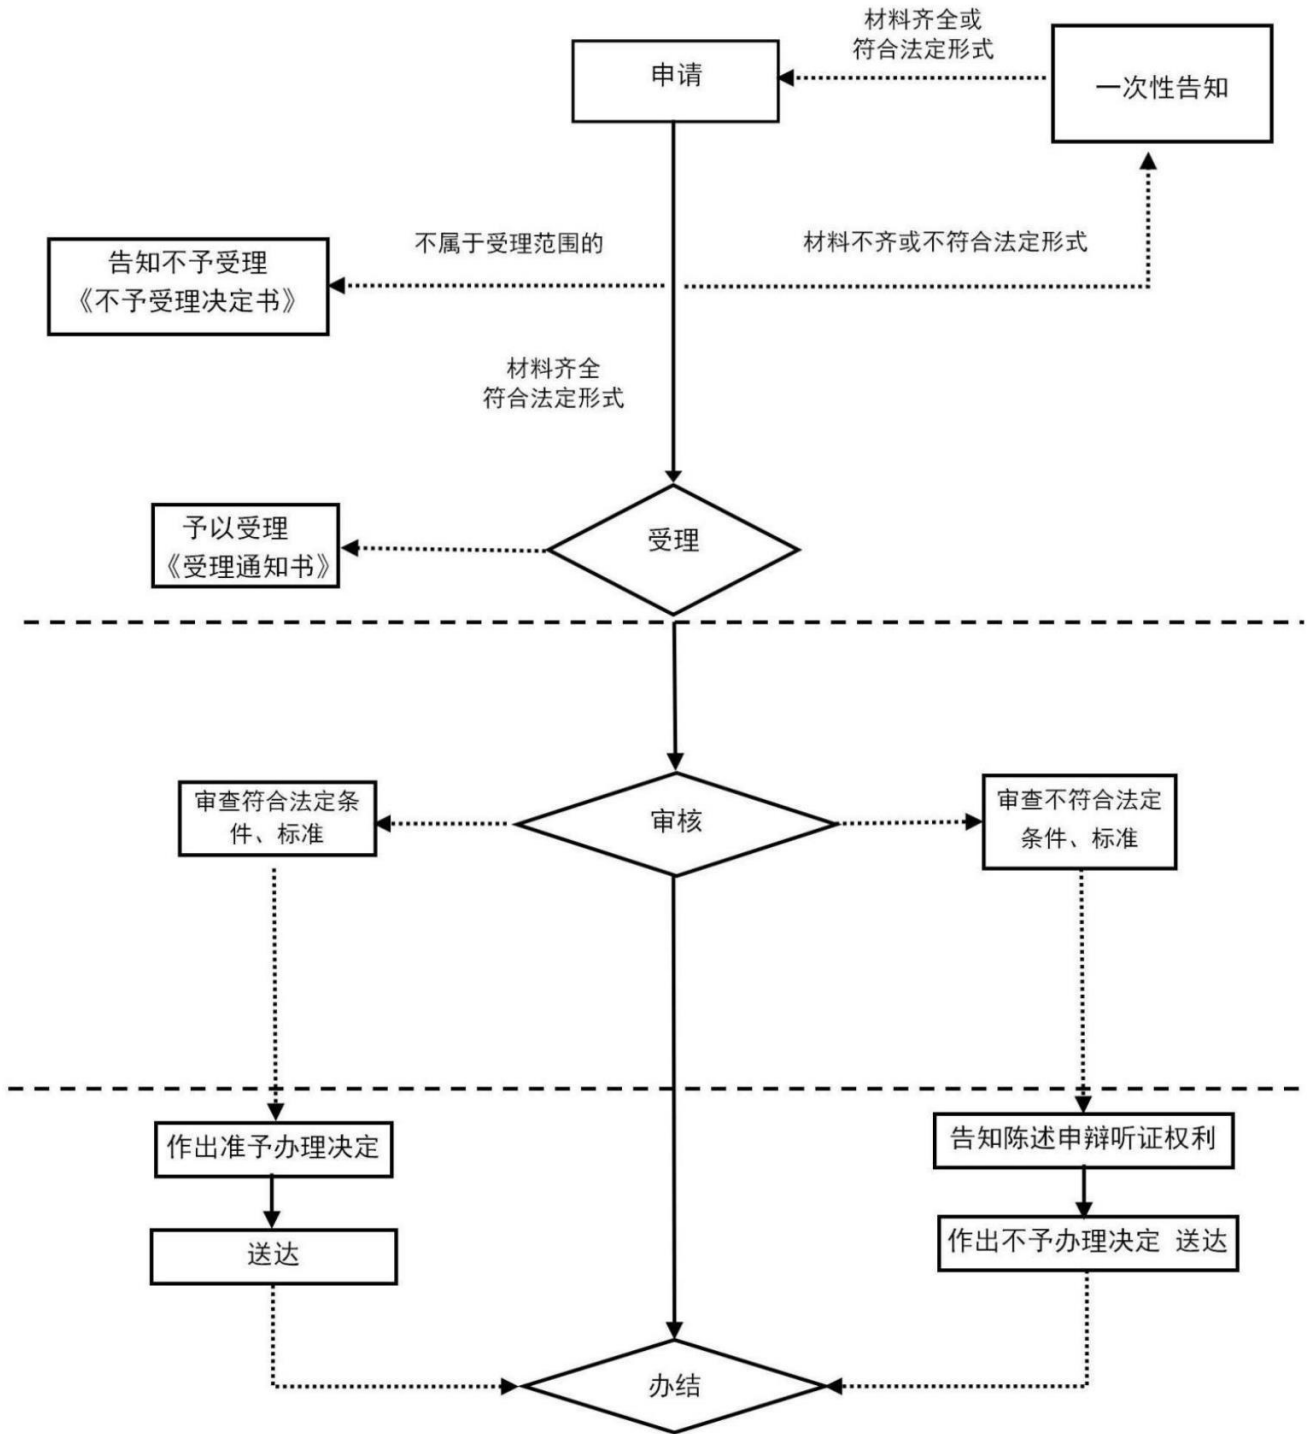 材料齐全或
符合法定形式
申请
一次性告知
不属于受理范围的
材料不齐或不符合法定形式
告知不予受理
《不予受理决定书》
材料齐全
符合法定形式
予以受理
《受理通知书》
受理
审查符合法定条
件、标准
审核
审查不符合法定
条件、标准
作出准予办理决定
告知陈述申辩听证权利
送达
作出不予办理决定 送达
办结